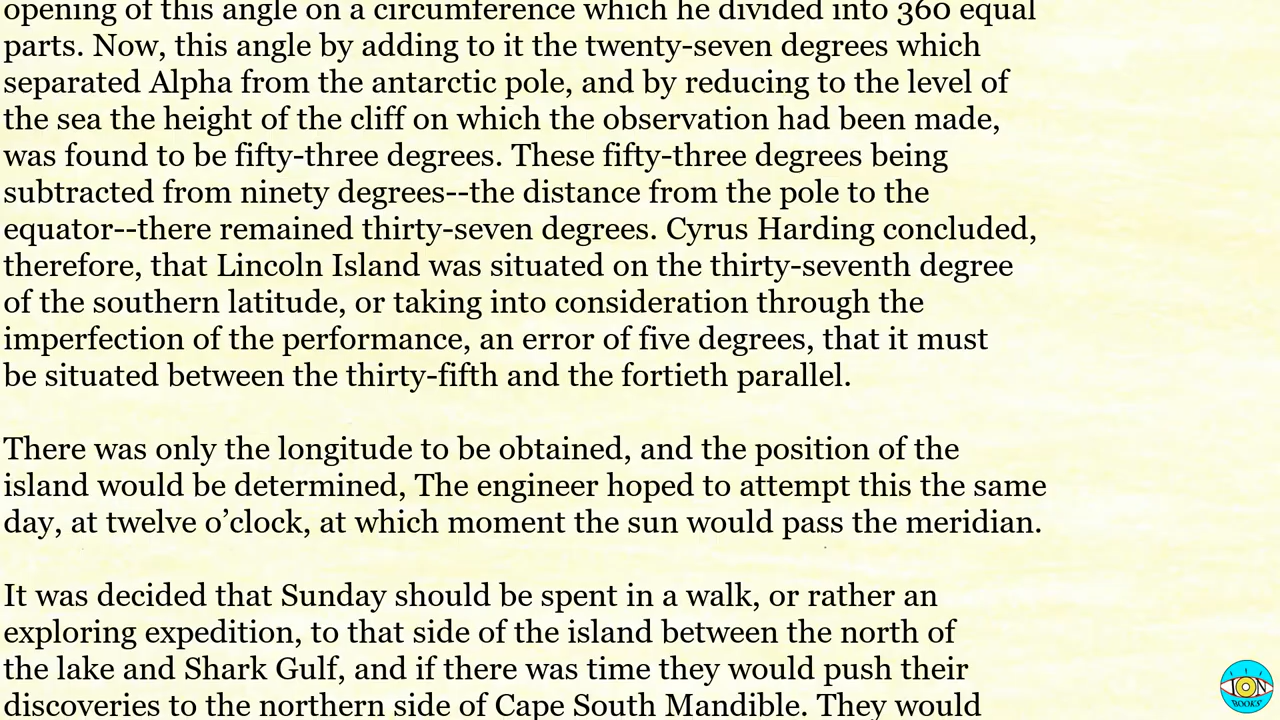 opening of this angle on a circumference which he divided into 360 equal
parts. Now, this angle by adding to it the twenty-seven degrees which
separated Alpha from the antarctic pole, and by reducing to the level of
the sea the height of the cliff on which the observation had been made,
was found to be fifty-three degrees. These fifty-three degrees being
subtracted from ninety degrees--the distance from the pole to the
equator--there remained thirty-seven degrees. Cyrus Harding concluded,
therefore, that Lincoln Island was situated on the thirty-seventh degree
of the southern latitude, or taking into consideration through the
imperfection of the performance, an error of five degrees, that it must
be situated between the thirty-fifth and the fortieth parallel.
There was only the longitude to be obtained, and the position of the
island would be determined, The engineer hoped to attempt this the same
day, at twelve o’clock, at which moment the sun would pass the meridian.
It was decided that Sunday should be spent in a walk, or rather an
exploring expedition, to that side of the island between the north of
the lake and Shark Gulf, and if there was time they would push their
discoveries to the northern side of Cape South Mandible. They would
ION
BOOKS